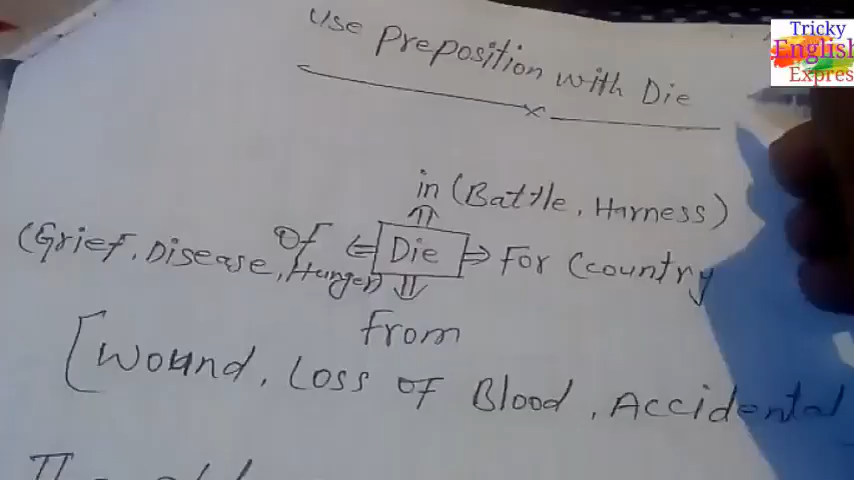 Tricky
English
Expres
Use Preposition with Die
in (Battle, Harness)
(Grief, Disease, Hunger) Of ⇐ Die ⇒ For (country
From
[Wound, Loss of Blood, Accidental